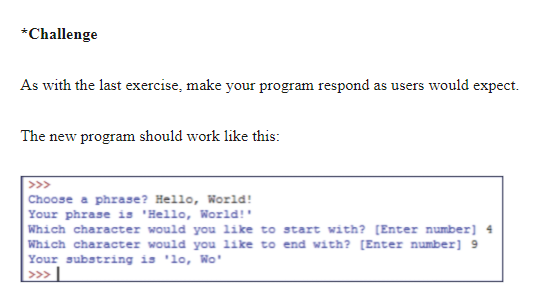 *Challenge
As with the last exercise, make your program respond as users would expect.
The new program should work like this:
>>>
Choose a phrase? Hello, World!
Your phrase is 'Hello, World!'
Which character would you like to start with? [Enter number] 4
Which character would you like to end with? [Enter number] 9
Your substring is 'lo, Wo'
>>>